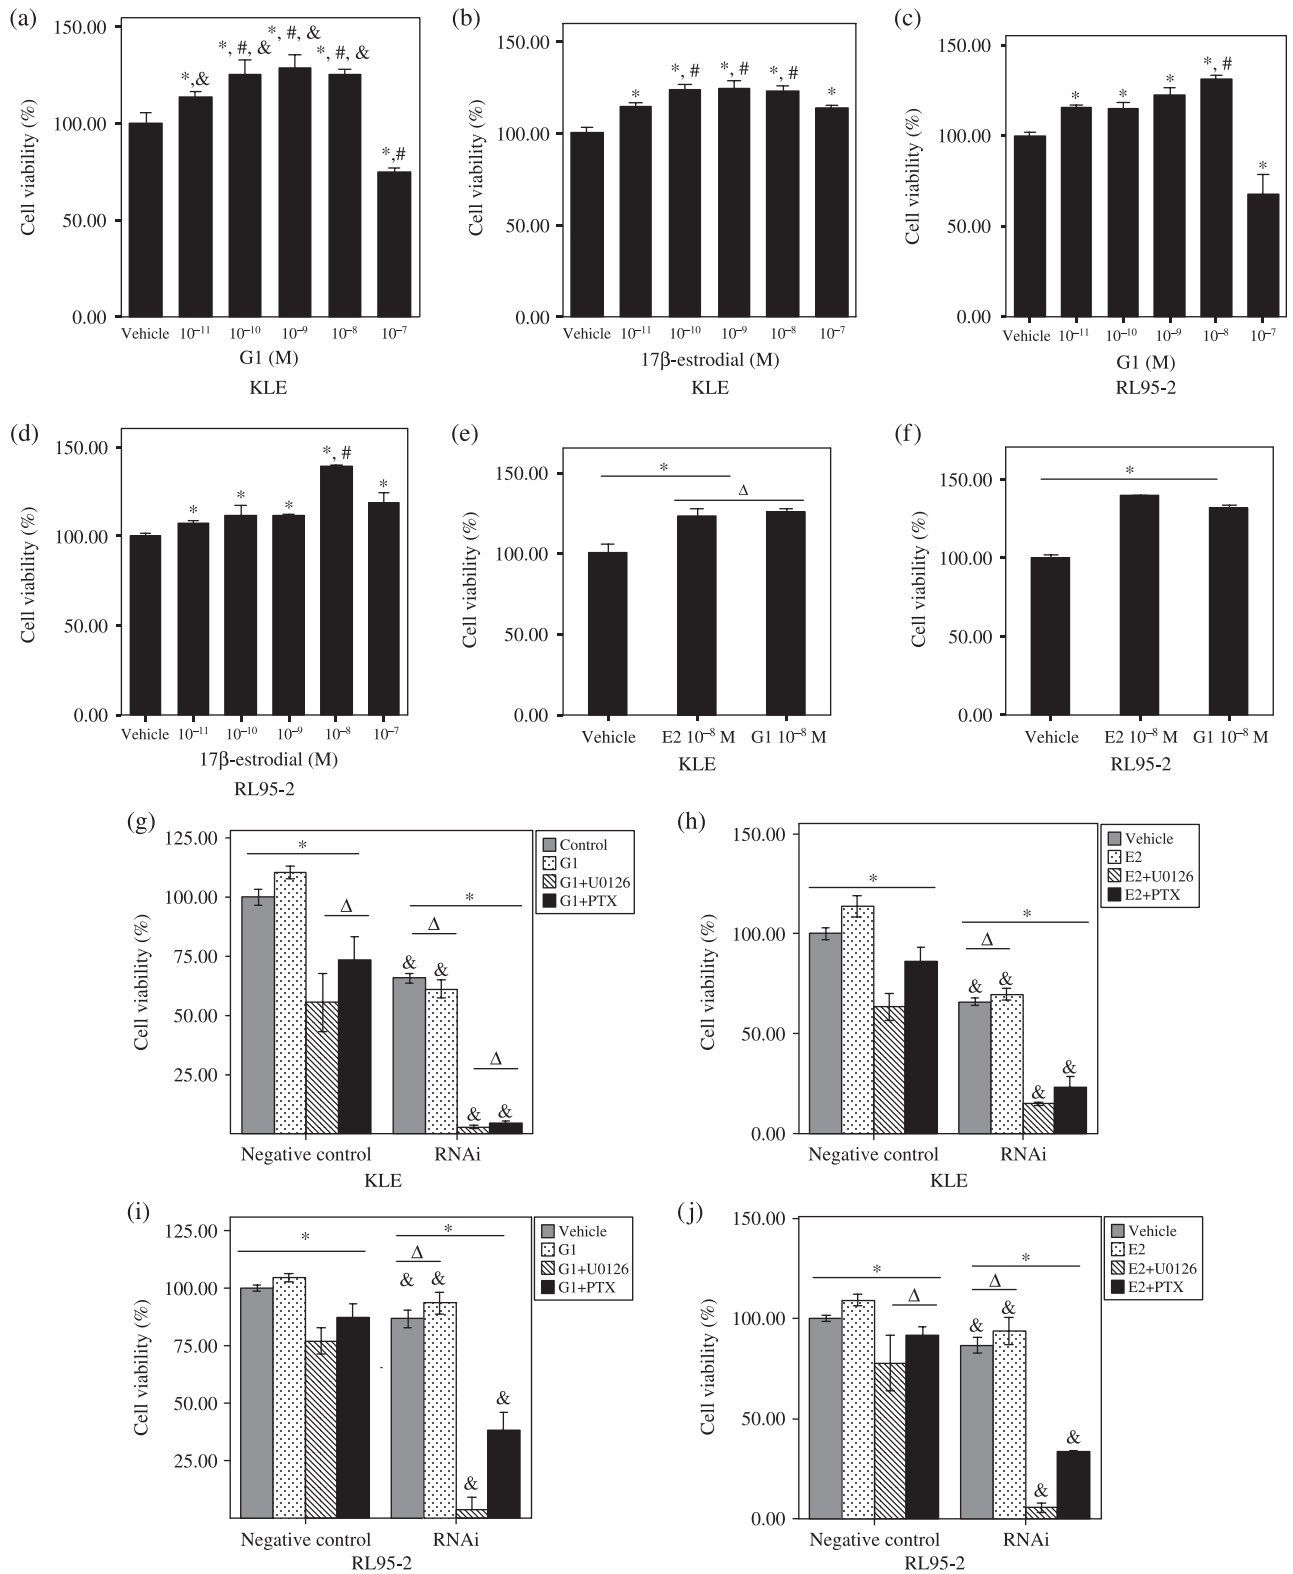 (a)
150.00
100.00
50.00
0.00
Cell viability (%)
*,&
*, #, &
*, #, &
*, #, &
*,#
Vehicle 10⁻¹¹ 10⁻¹⁰ 10⁻⁹ 10⁻⁸ 10⁻⁷
G1 (M)
KLE
(b)
150.00
100.00
50.00
0.00
Cell viability (%)
*
*, #
*, #
*, #
*
Vehicle 10⁻¹¹ 10⁻¹⁰ 10⁻⁹ 10⁻⁸ 10⁻⁷
17β-estrodial (M)
KLE
(c)
150.00
100.00
50.00
0.00
Cell viability (%)
*
*
*
*, #
*
Vehicle 10⁻¹¹ 10⁻¹⁰ 10⁻⁹ 10⁻⁸ 10⁻⁷
G1 (M)
RL95-2
(d)
150.00
100.00
50.00
0.00
Cell viability (%)
*
*
*
*, #
*
Vehicle 10⁻¹¹ 10⁻¹⁰ 10⁻⁹ 10⁻⁸ 10⁻⁷
17β-estrodial (M)
RL95-2
(e)
150.00
100.00
50.00
0.00
Cell viability (%)
*
Δ
Vehicle E2 10⁻⁸ M G1 10⁻⁸ M
KLE
(f)
150.00
100.00
50.00
0.00
Cell viability (%)
*
Vehicle E2 10⁻⁸ M G1 10⁻⁸ M
RL95-2
(g)
125.00
100.00
75.00
50.00
25.00
Cell viability (%)
*
Δ
*
Δ
& &
Δ
& &
Control
G1
G1+U0126
G1+PTX
Negative control RNAi
KLE
(h)
150.00
100.00
50.00
0.00
Cell viability (%)
*
*
Δ
& &
&
&
Vehicle
E2
E2+U0126
E2+PTX
Negative control RNAi
KLE
(i)
125.00
100.00
75.00
50.00
25.00
Cell viability (%)
*
*
Δ
& &
&
&
Vehicle
G1
G1+U0126
G1+PTX
Negative control RNAi
RL95-2
(j)
150.00
100.00
50.00
0.00
Cell viability (%)
*
Δ
*
Δ
& &
&
&
Vehicle
E2
E2+U0126
E2+PTX
Negative control RNAi
RL95-2